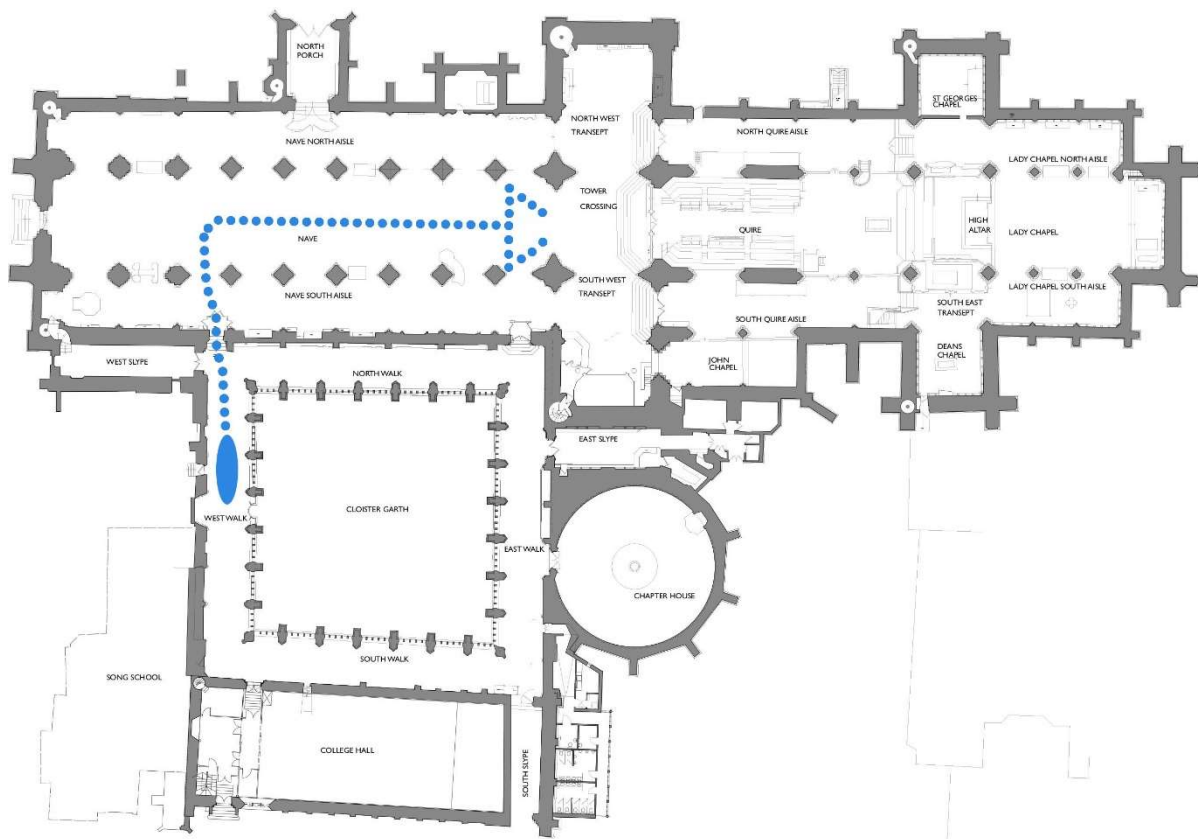 NORTH
PORCH
ST GEORGES
CHAPEL
NORTH WEST
TRANSEPT
NORTH QUIRE AISLE
NAVE NORTH AISLE
LADY CHAPEL NORTH AISLE
TOWER
CROSSING
HIGH
ALTAR
QUIRE
LADY CHAPEL
NAVE
SOUTH WEST
TRANSEPT
LADY CHAPEL SOUTH AISLE
NAVE SOUTH AISLE
SOUTH EAST
TRANSEPT
SOUTH QUIRE AISLE
DEANS
CHAPEL
WEST SLYPE
JOHN
CHAPEL
NORTH WALK
EAST SLYPE
CLOISTER GARTH
WEST WALK
EAST WALK
CHAPTER HOUSE
SOUTH WALK
SONG SCHOOL
COLLEGE HALL
SOUTH SLYPE